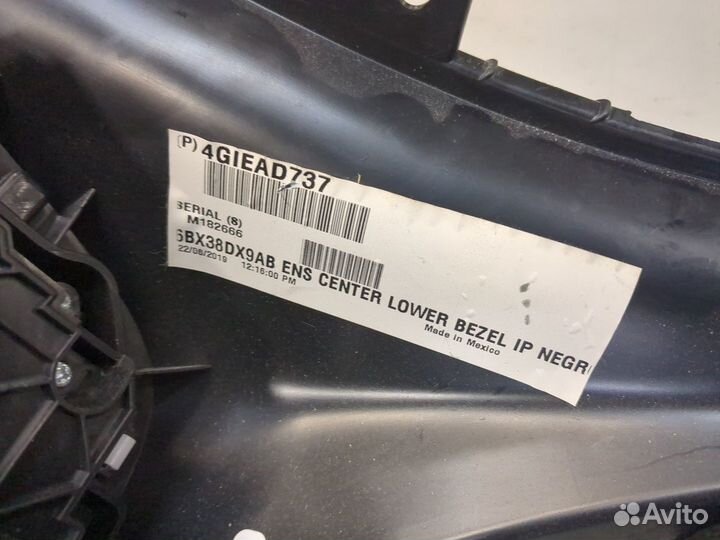 (P) 4GIEAD737
SERIAL (S)
M182666
6BX38DX9AB ENS CENTER LOWER BEZEL IP NEGR
22/08/2019 12:16:00 PM
Made in Mexico
Avito